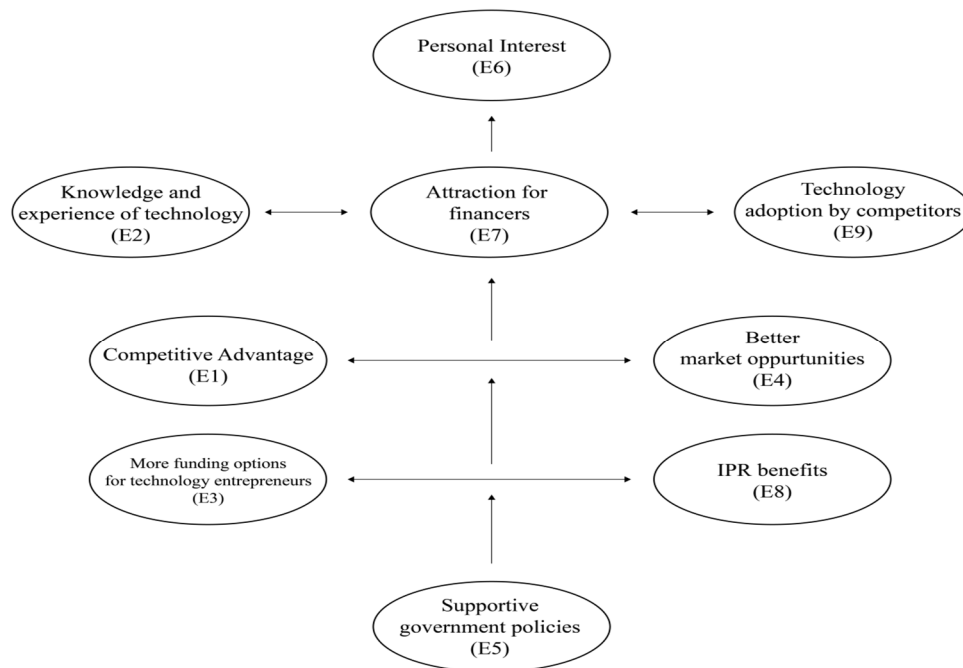 Personal Interest
(E6)
Knowledge and
experience of technology
(E2)
Attraction for
financers
(E7)
Technology
adoption by competitors
(E9)
Competitive Advantage
(E1)
Better
market oppurtunities
(E4)
More funding options
for technology entrepreneurs
(E3)
IPR benefits
(E8)
Supportive
government policies
(E5)